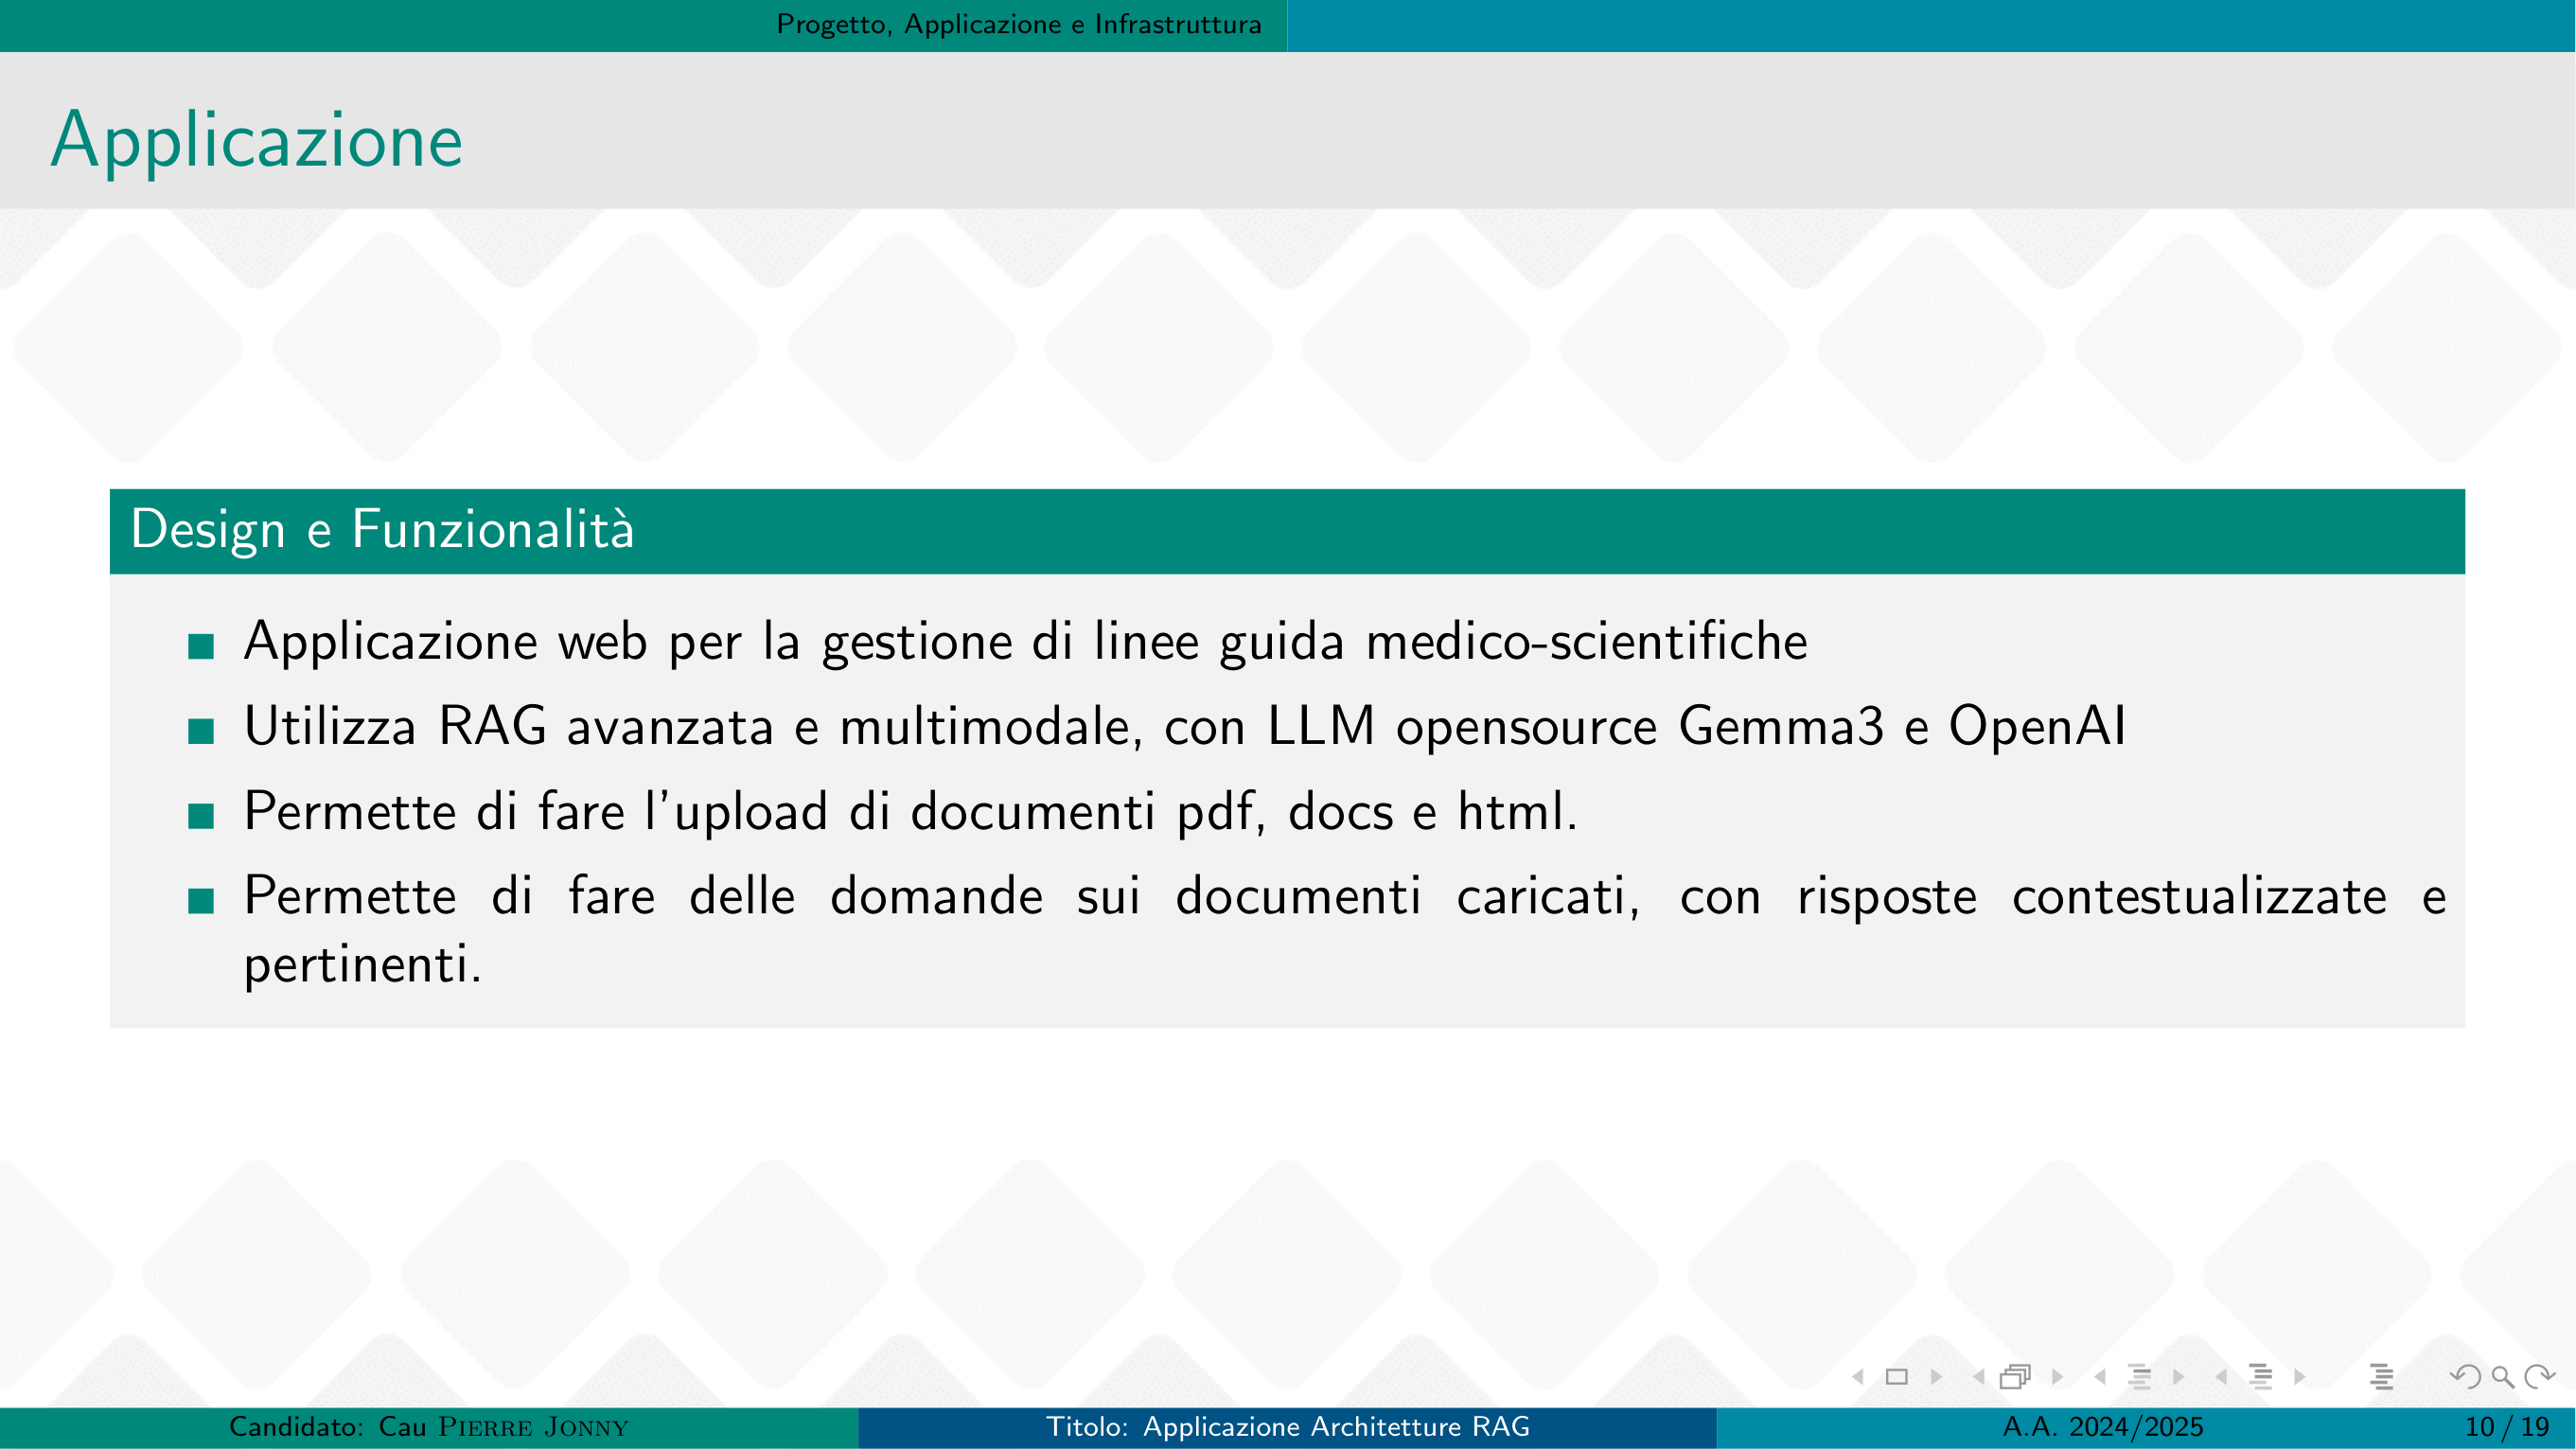 Progetto, Applicazione e Infrastruttura
Applicazione
Design e Funzionalità
Applicazione web per la gestione di linee guida medico-scientifiche
Utilizza RAG avanzata e multimodale, con LLM opensource Gemma3 e OpenAI
Permette di fare l'upload di documenti pdf, docs e html.
Permette di fare delle domande sui documenti caricati, con risposte contestualizzate e
pertinenti.
Candidato: Cau Pierre Jonny Titolo: Applicazione Architetture RAG A.A. 2024/2025 10 / 19